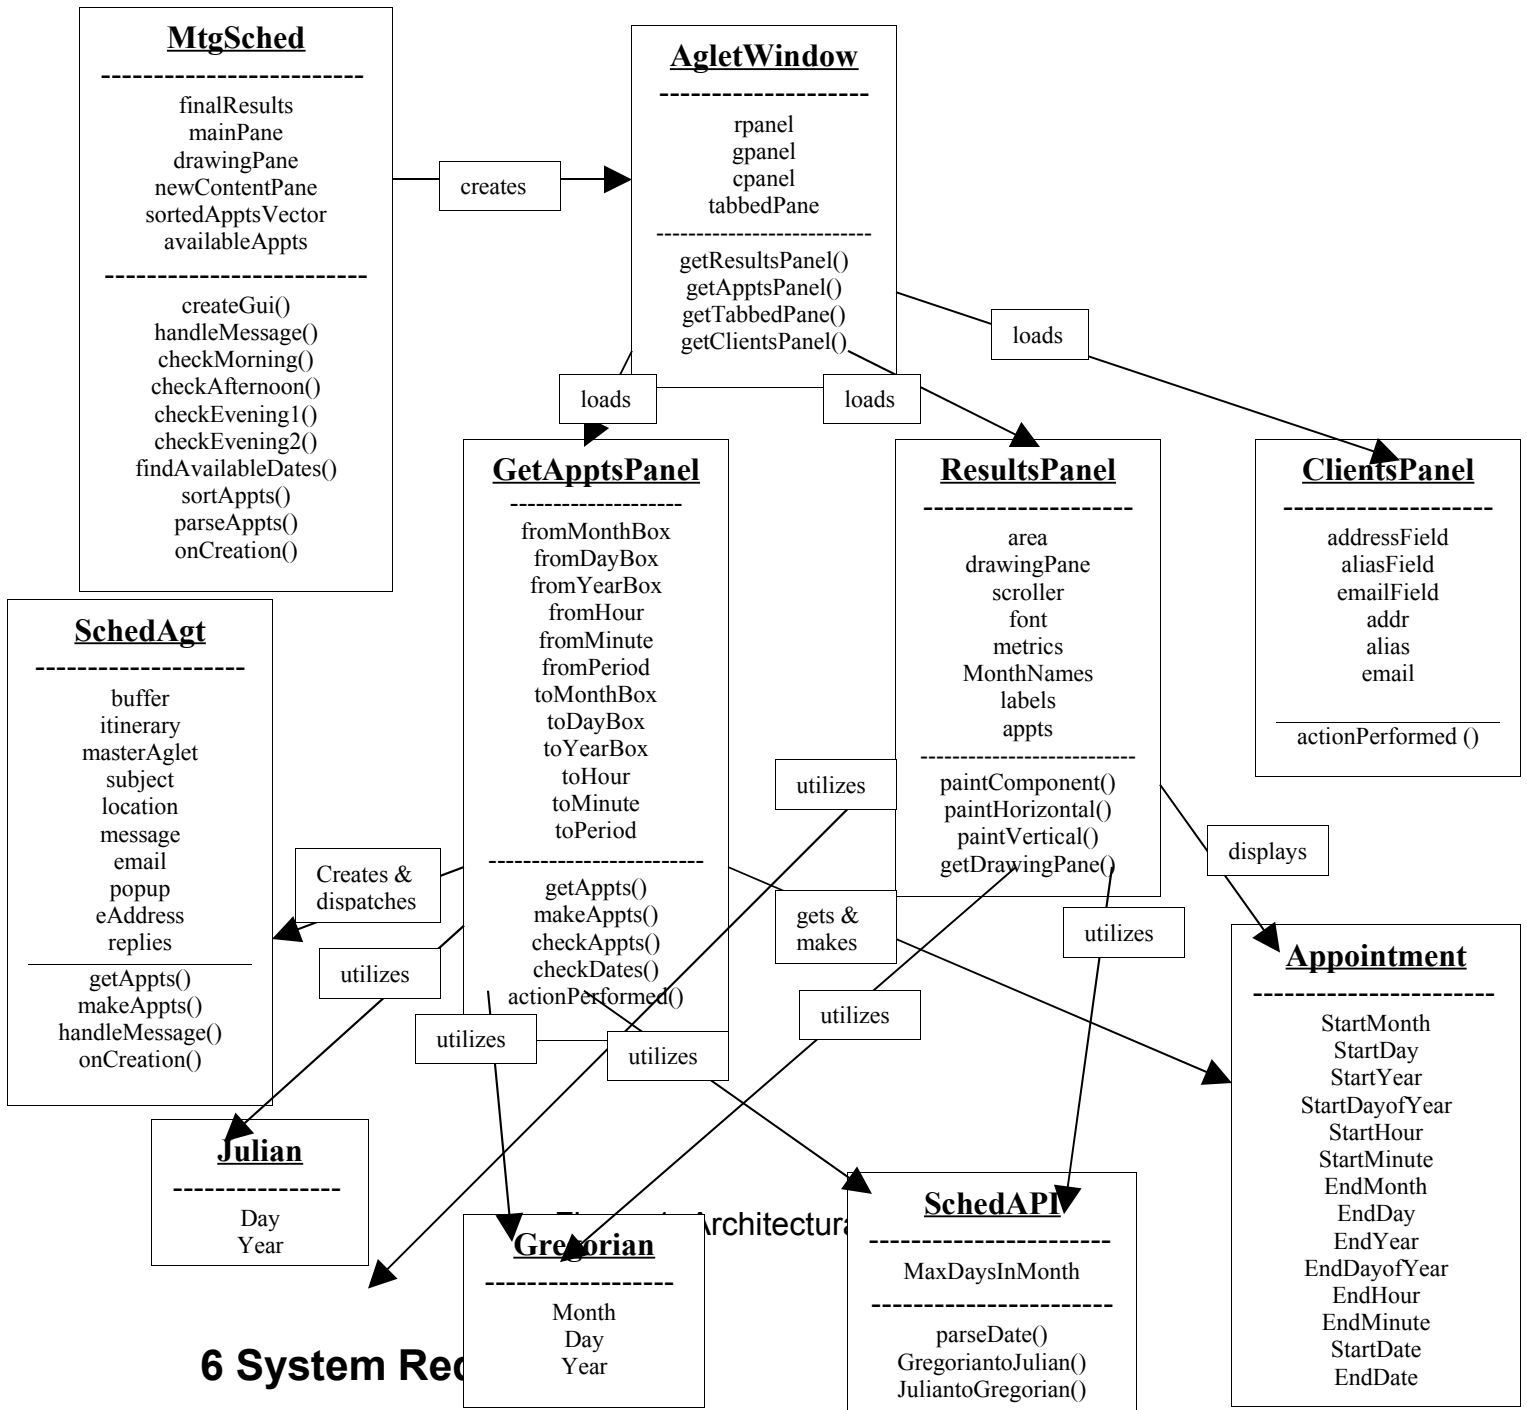 MtgSched
-------------------------
finalResults
mainPane
drawingPane
newContentPane
sortedApptsVector
availableAppts
-------------------------
createGui()
handleMessage()
checkMorning()
checkAfternoon()
checkEvening1()
checkEvening2()
findAvailableDates()
sortAppts()
parseAppts()
onCreation()
creates
AgletWindow
--------------------
rpanel
gpanel
cpanel
tabbedPane
---------------------------
getResultsPanel()
getApptsPanel()
getTabbedPane()
getClientsPanel()
loads
loads
loads
GetApptsPanel
--------------------
fromMonthBox
fromDayBox
fromYearBox
fromHour
fromMinute
fromPeriod
toMonthBox
toDayBox
toYearBox
toHour
toMinute
toPeriod
---------------------------
getAppts()
makeAppts()
checkAppts()
checkDates()
actionPerformed()
ResultsPanel
--------------------
area
drawingPane
scroller
font
metrics
MonthNames
labels
appts
---------------------------
paintComponent()
paintHorizontal()
paintVertical()
getDrawingPane()
ClientsPanel
--------------------
addressField
aliasField
emailField
addr
alias
email
actionPerformed ()
SchedAgt
--------------------
buffer
itinerary
masterAglet
subject
location
message
email
popup
eAddress
replies
getAppts()
makeAppts()
handleMessage()
onCreation()
Creates &
dispatches
utilizes
utilizes
utilizes
utilizes
gets &
makes
utilizes
utilizes
displays
Julian
----------------
Day
Year
Gregorian
------------------
Month
Day
Year
SchedAPI
-----------------------
MaxDaysInMonth
-----------------------
parseDate()
GregoriantoJulian()
JuliantoGregorian()
Appointment
-----------------------
StartMonth
StartDay
StartYear
StartDayofYear
StartHour
StartMinute
EndMonth
EndDay
EndYear
EndDayofYear
EndHour
EndMinute
StartDate
EndDate
6 System